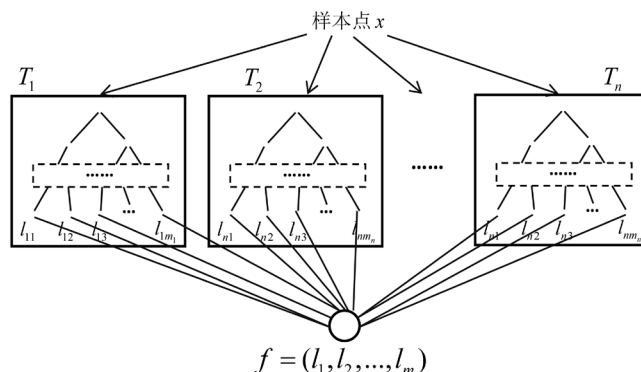 样本点 x
T₁ T₂ Tₙ
...... ...... ...... ......
... ... ...
l₁₁ l₁₂ l₁₃ l₁ₘ₁ lₙ₁ lₙ₂ lₙ₃ lₙₘₙ lₙ₁ lₙ₂ lₙ₃ lₙₘₙ
f = (l₁, l₂, ..., lₘ)